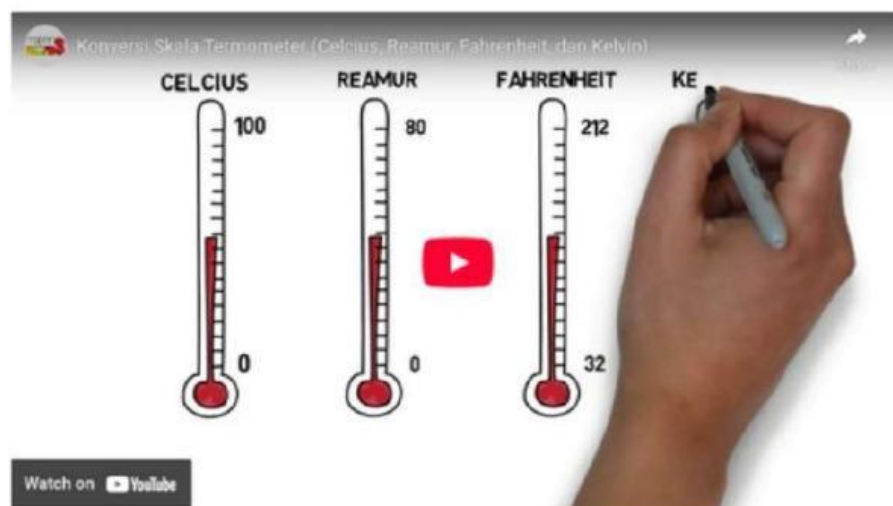 Konversi Skala Termometer (Celcius, Reamur, Fahrenheit, dan Kelvin)
CELCIUS REAMUR FAHRENHEIT KE
100 80 212
0 0 32
Watch on YouTube